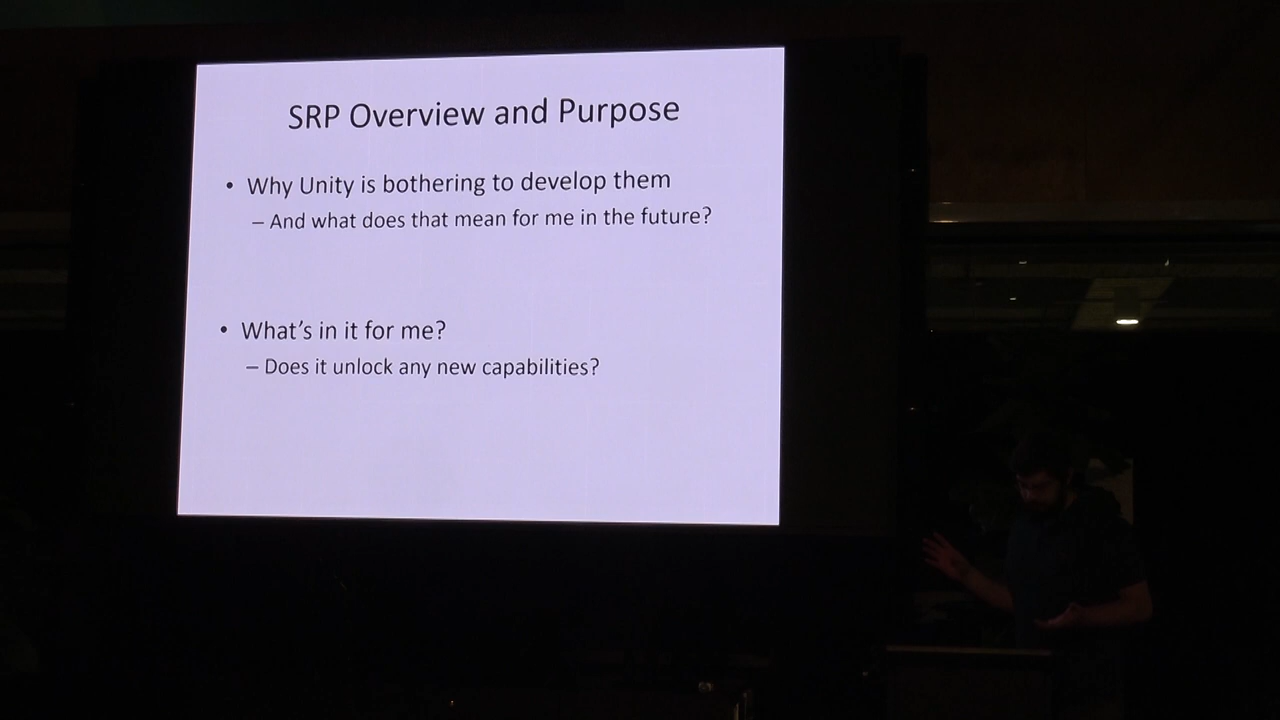 SRP Overview and Purpose
• Why Unity is bothering to develop them
– And what does that mean for me in the future?
• What's in it for me?
– Does it unlock any new capabilities?